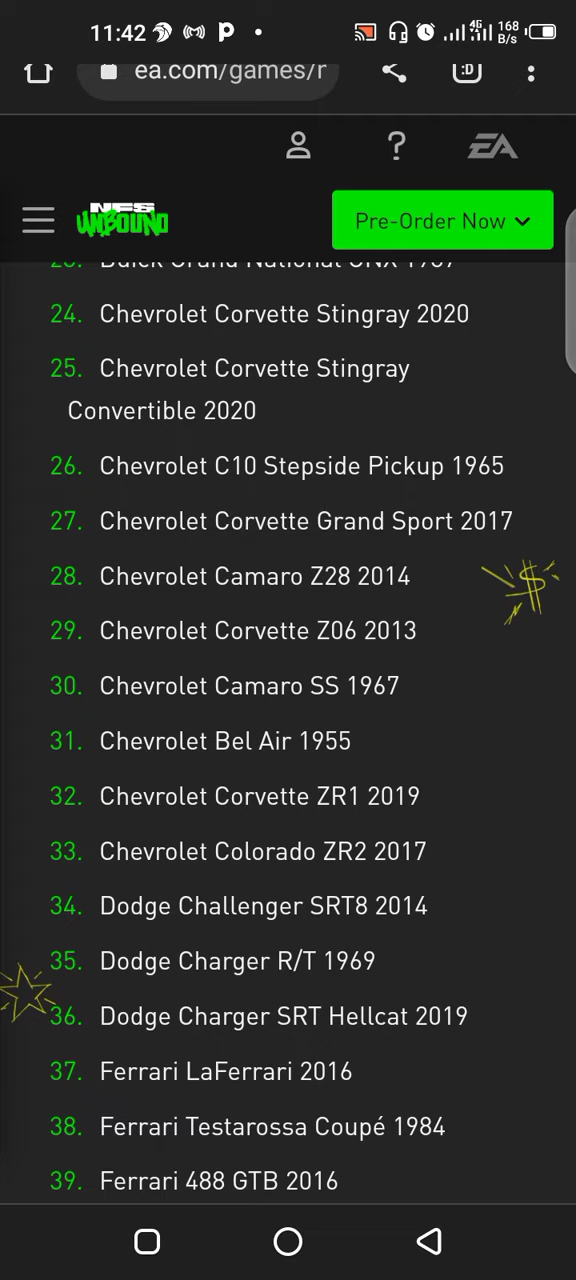 11:42
4G
168
B/s
ea.com/games/r
:D
?
EA
NFS
UNBOUND
Pre-Order Now
24. Chevrolet Corvette Stingray 2020
25. Chevrolet Corvette Stingray
Convertible 2020
26. Chevrolet C10 Stepside Pickup 1965
27. Chevrolet Corvette Grand Sport 2017
28. Chevrolet Camaro Z28 2014
$
29. Chevrolet Corvette Z06 2013
30. Chevrolet Camaro SS 1967
31. Chevrolet Bel Air 1955
32. Chevrolet Corvette ZR1 2019
33. Chevrolet Colorado ZR2 2017
34. Dodge Challenger SRT8 2014
35. Dodge Charger R/T 1969
36. Dodge Charger SRT Hellcat 2019
37. Ferrari LaFerrari 2016
38. Ferrari Testarossa Coupé 1984
39. Ferrari 488 GTB 2016